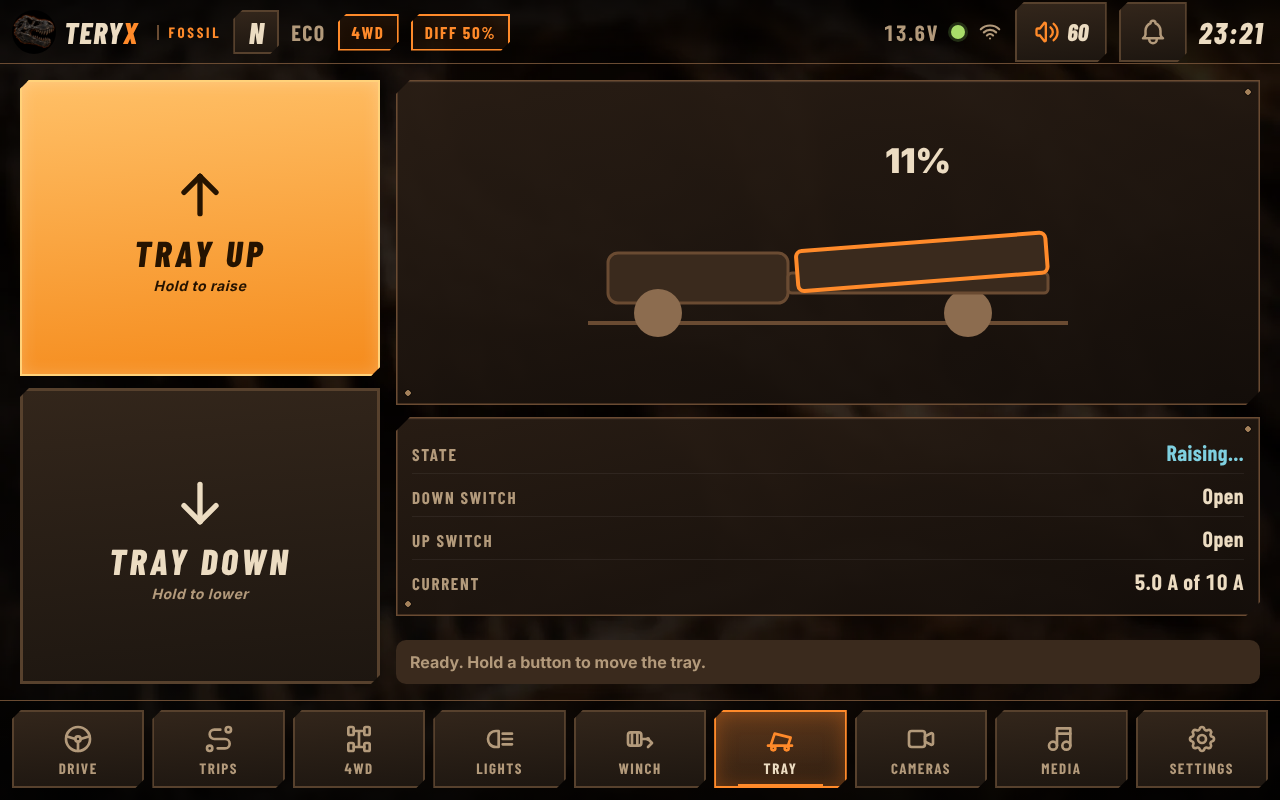 TERYX
FOSSIL
N
ECO
4WD
DIFF 50%
13.6V
60
23:21
TRAY UP
Hold to raise
TRAY DOWN
Hold to lower
11%
STATE Raising...
DOWN SWITCH Open
UP SWITCH Open
CURRENT 5.0 A of 10 A
Ready. Hold a button to move the tray.
DRIVE
TRIPS
4WD
LIGHTS
WINCH
TRAY
CAMERAS
MEDIA
SETTINGS